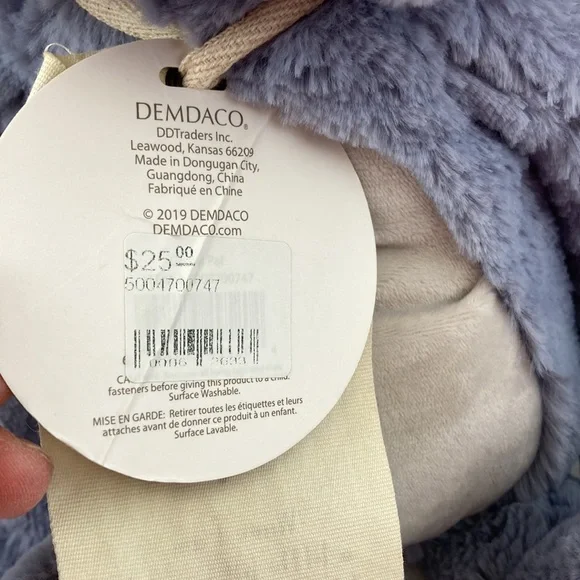 DEMDACO®
DDTraders Inc.
Leawood, Kansas 66209
Made in Dongugan City,
Guangdong, China
Fabriqué en Chine
© 2019 DEMDACO
DEMDACO.com
$25.00
5004700747
fasteners before giving this product to a child.
Surface Washable.
MISE EN GARDE: Retirer toutes les étiquettes et leurs
attaches avant de donner ce produit à un enfant.
Surface Lavable.